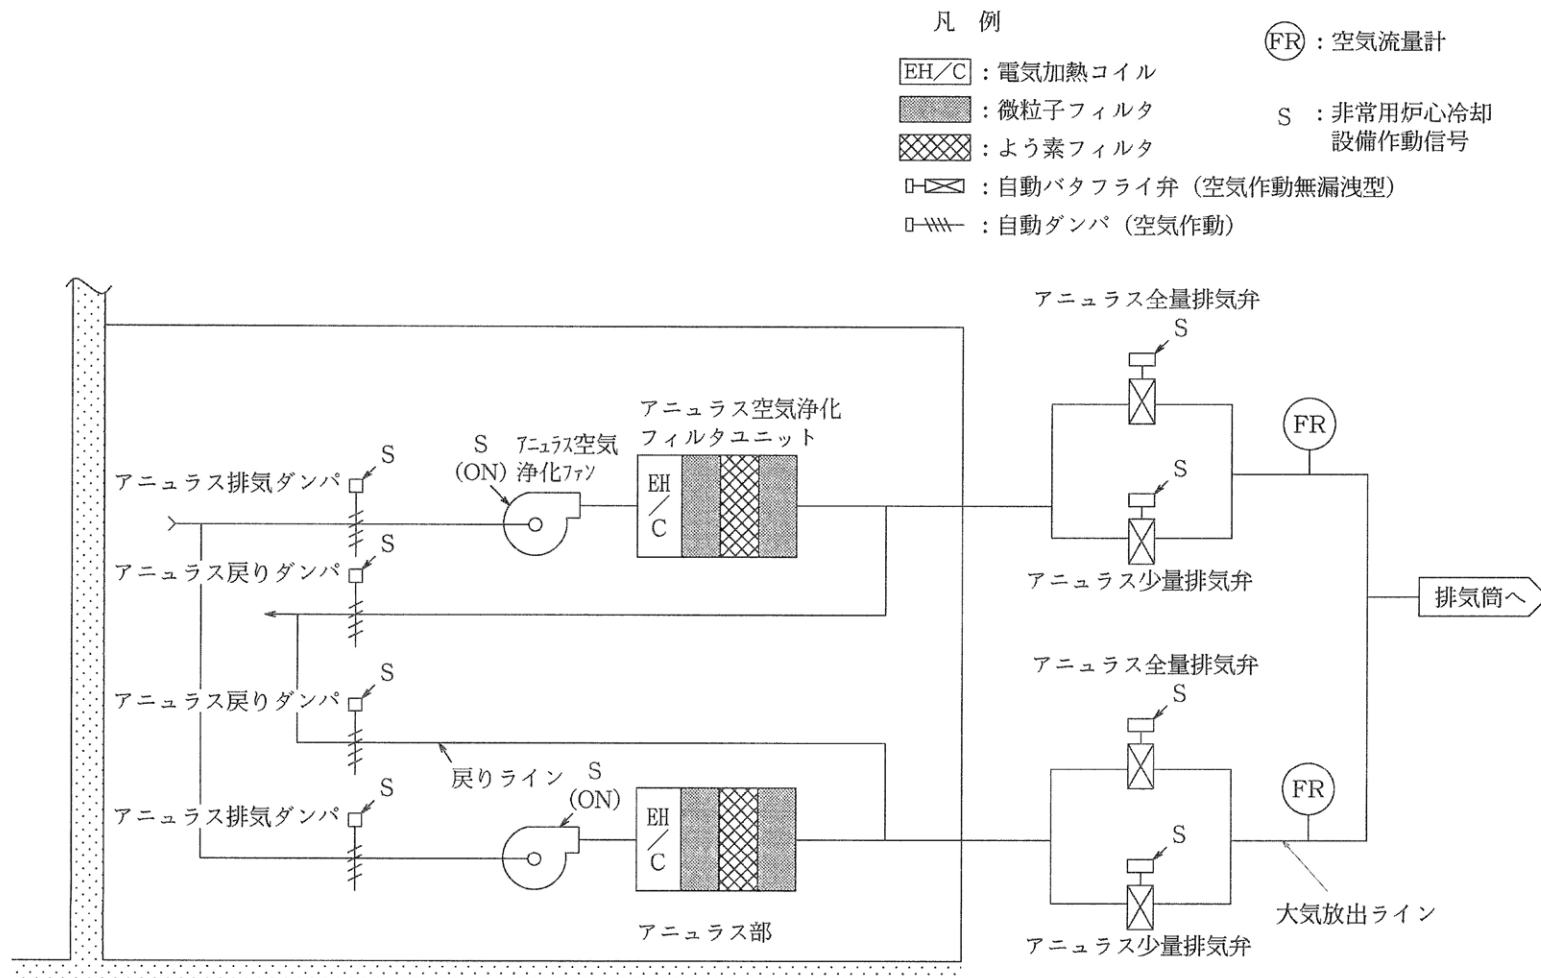 凡　例
FR：空気流量計
EH／C：電気加熱コイル
：微粒子フィルタ
S：非常用炉心冷却
設備作動信号
：よう素フィルタ
：自動バタフライ弁（空気作動無漏洩型）
：自動ダンパ（空気作動）
アニュラス全量排気弁
S
アニュラス空気浄化
フィルタユニット
FR
S
(ON)
アニュラス空気
浄化ファン
S
アニュラス排気ダンパ
EH
／
C
S
S
アニュラス戻りダンパ
アニュラス少量排気弁
排気筒へ
アニュラス全量排気弁
S
アニュラス戻りダンパ
S
戻りライン
S
(ON)
S
アニュラス排気ダンパ
EH
／
C
FR
S
アニュラス部
大気放出ライン
アニュラス少量排気弁